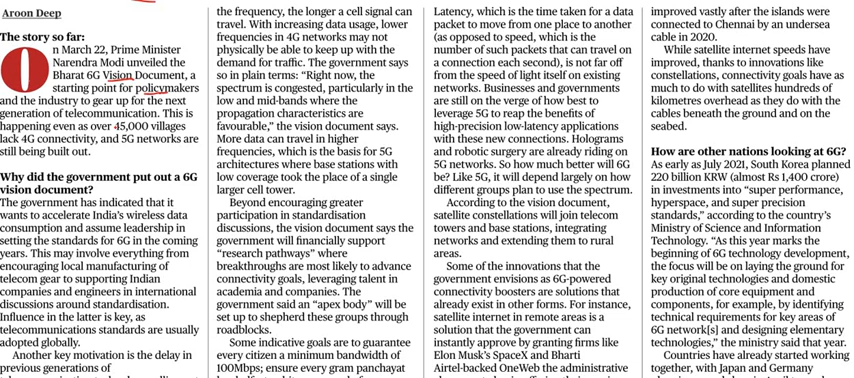 Aroon Deep
The story so far:
On March 22, Prime Minister
Narendra Modi unveiled the
Bharat 6G Vision Document, a
starting point for policymakers
and the industry to gear up for the next
generation of telecommunication. This is
happening even as over 45,000 villages
lack 4G connectivity, and 5G networks are
still being built out.
Why did the government put out a 6G
vision document?
The government has indicated that it
wants to accelerate India's wireless data
consumption and assume leadership in
setting the standards for 6G in the coming
years. This may involve everything from
encouraging local manufacturing of
telecom gear to supporting Indian
companies and engineers in international
discussions around standardisation.
Influence in the latter is key, as
telecommunications standards are usually
adopted globally.
Another key motivation is the delay in
previous generations of
the frequency, the longer a cell signal can
travel. With increasing data usage, lower
frequencies in 4G networks may not
physically be able to keep up with the
demand for traffic. The government says
so in plain terms: “Right now, the
spectrum is congested, particularly in the
low and mid-bands where the
propagation characteristics are
favourable,” the vision document says.
More data can travel in higher
frequencies, which is the basis for 5G
architectures where base stations with
low coverage took the place of a single
larger cell tower.
Beyond encouraging greater
participation in standardisation
discussions, the vision document says the
government will financially support
“research pathways” where
breakthroughs are most likely to advance
connectivity goals, leveraging talent in
academia and companies. The
government said an “apex body” will be
set up to shepherd these groups through
roadblocks.
Some indicative goals are to guarantee
every citizen a minimum bandwidth of
100Mbps; ensure every gram panchayat
Latency, which is the time taken for a data
packet to move from one place to another
(as opposed to speed, which is the
number of such packets that can travel on
a connection each second), is not far off
from the speed of light itself on existing
networks. Businesses and governments
are still on the verge of how best to
leverage 5G to reap the benefits of
high-precision low-latency applications
with these new connections. Holograms
and robotic surgery are already riding on
5G networks. So how much better will 6G
be? Like 5G, it will depend largely on how
different groups plan to use the spectrum.
According to the vision document,
satellite constellations will join telecom
towers and base stations, integrating
networks and extending them to rural
areas.
Some of the innovations that the
government envisions as 6G-powered
connectivity boosters are solutions that
already exist in other forms. For instance,
satellite internet in remote areas is a
solution that the government can
instantly approve by granting firms like
Elon Musk's SpaceX and Bharti
Airtel-backed OneWeb the administrative
improved vastly after the islands were
connected to Chennai by an undersea
cable in 2020.
While satellite internet speeds have
improved, thanks to innovations like
constellations, connectivity goals have as
much to do with satellites hundreds of
kilometres overhead as they do with the
cables beneath the ground and on the
seabed.
How are other nations looking at 6G?
As early as July 2021, South Korea planned
220 billion KRW (almost Rs 1,400 crore)
in investments into “super performance,
hyperspace, and super precision
standards,” according to the country's
Ministry of Science and Information
Technology. “As this year marks the
beginning of 6G technology development,
the focus will be on laying the ground for
key original technologies and domestic
production of core equipment and
components, for example, by identifying
technical requirements for key areas of
6G network[s] and designing elementary
technologies,” the ministry said that year.
Countries have already started working
together, with Japan and Germany